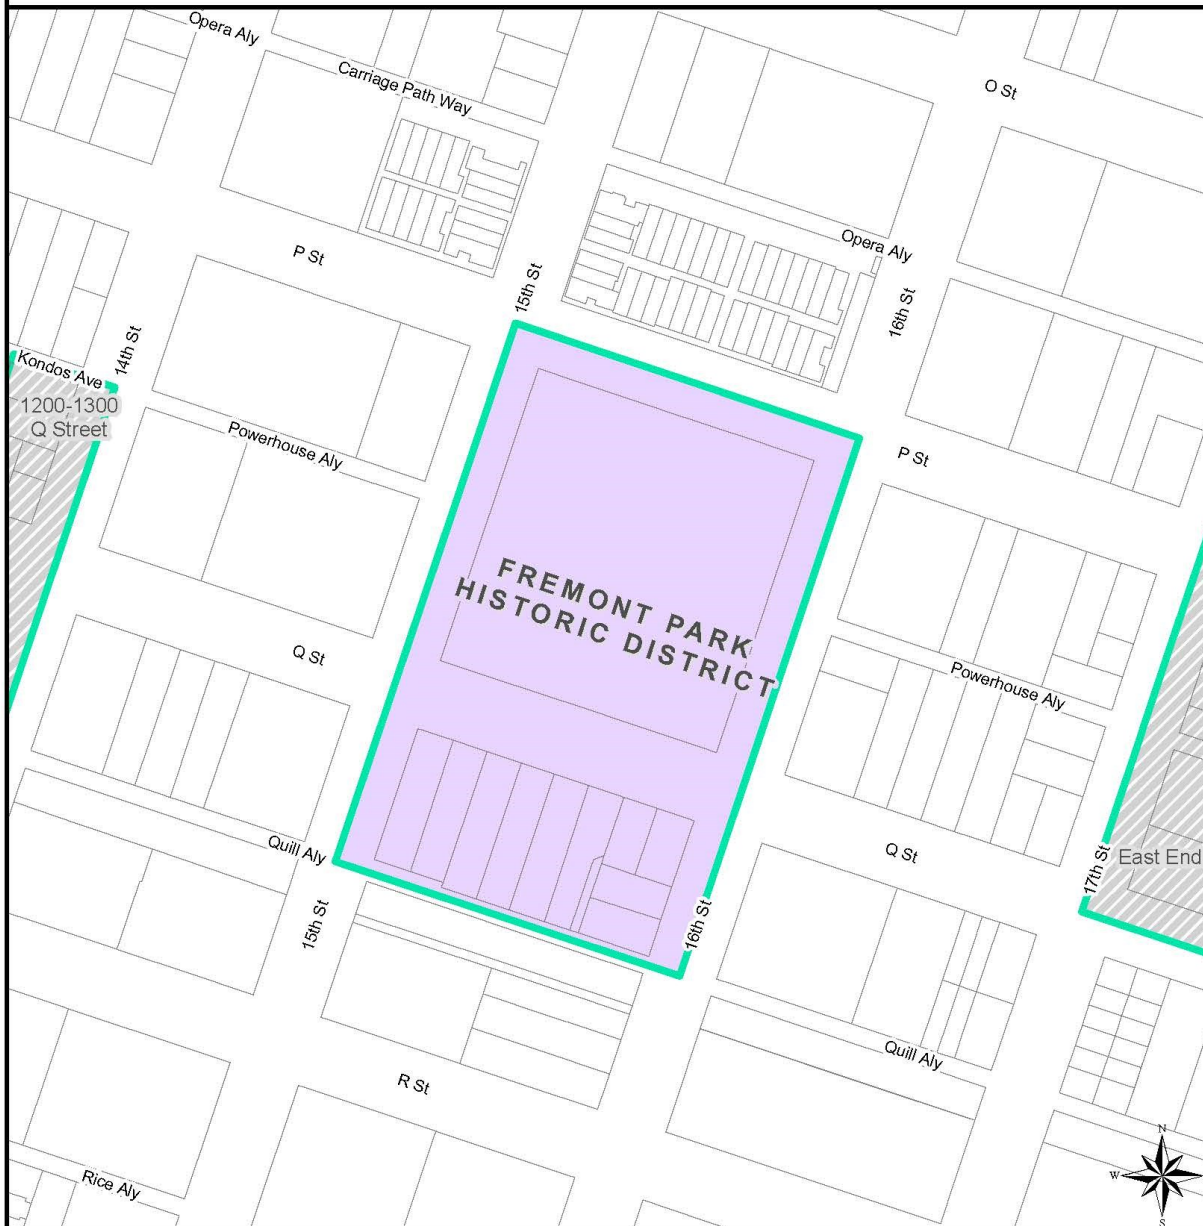 Opera Aly
Carriage Path Way
O St
P St
Opera Aly
15th St
16th St
14th St
Kondos Ave
1200-1300
Q Street
Powerhouse Aly
P St
FREMONT PARK
HISTORIC DISTRICT
Q St
Powerhouse Aly
Quill Aly
Q St
17th St
East End
15th St
16th St
Quill Aly
R St
Rice Aly
N
W
S